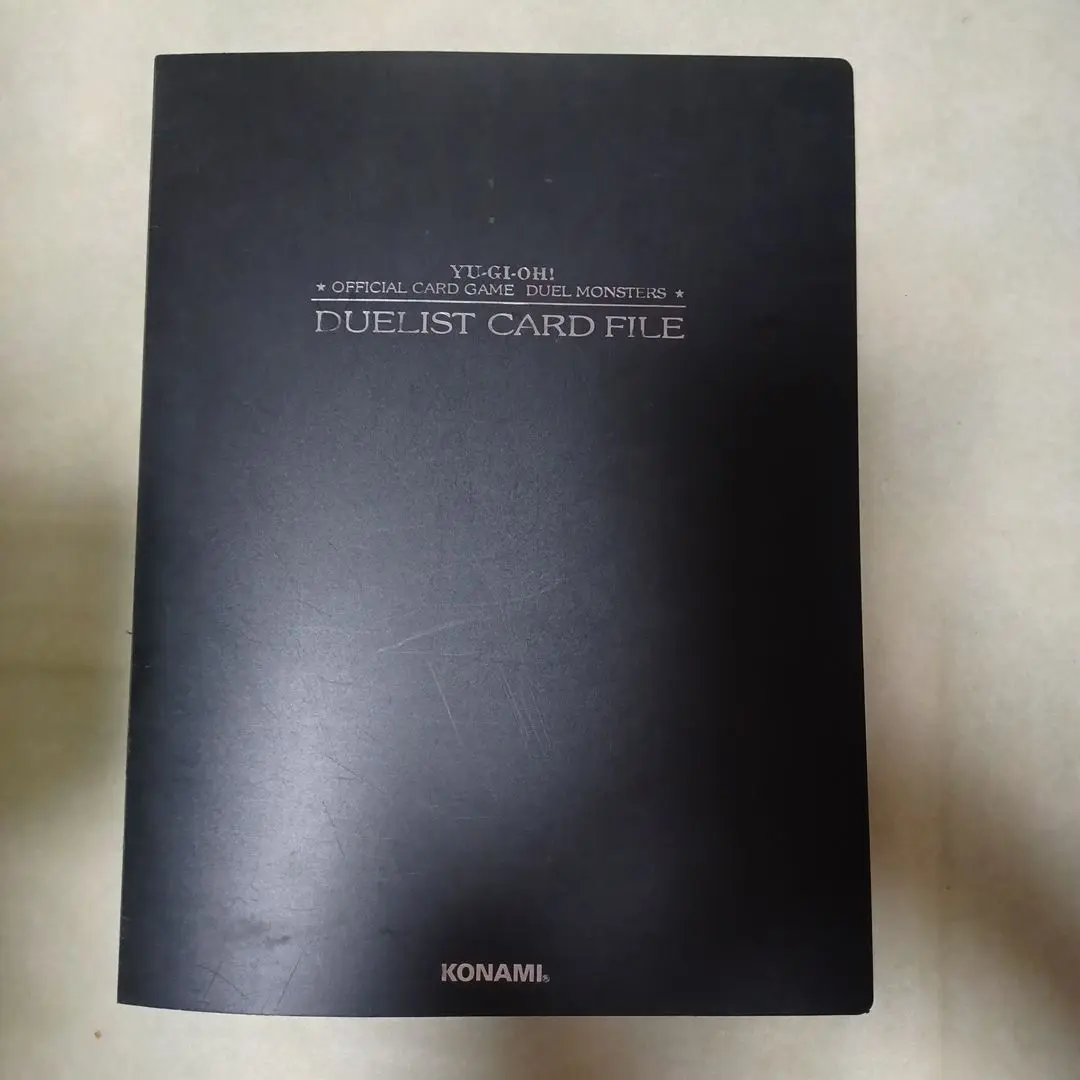 YU-GI-OH!
★ OFFICIAL CARD GAME DUEL MONSTERS ★
DUELIST CARD FILE
KONAMI®